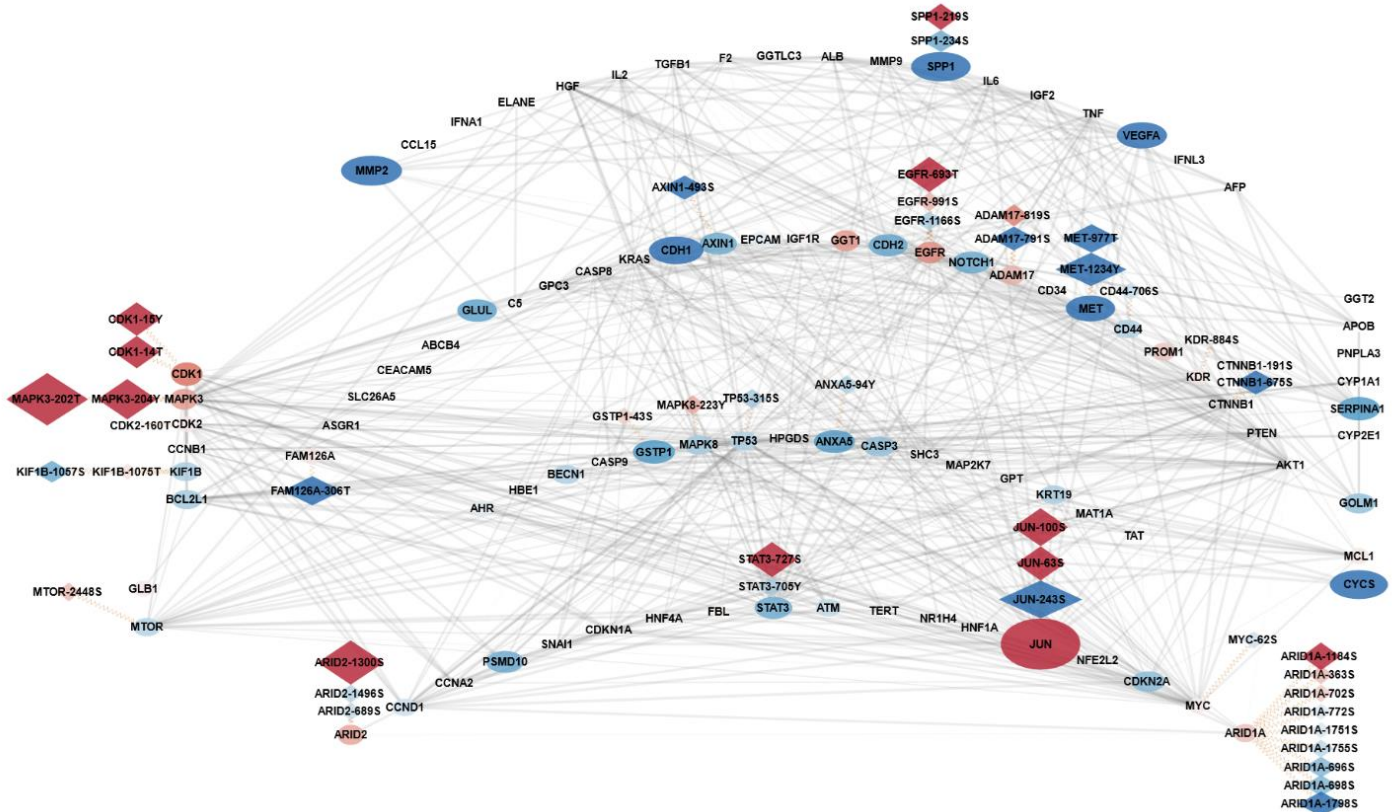 SPP1-219S
SPP1-234S
SPP1
F2
GGTLC3
ALB
MMP9
TGFB1
IL2
HGF
IL6
IGF2
ELANE
IFNA1
TNF
CCL15
VEGFA
MMP2
IFNL3
AFP
EGFR-693T
AXIN1-493S
EGFR-991S
EGFR-1166S
ADAM17-819S
ADAM17-791S
MET-977T
CDH1
AXIN1
EPCAM
IGF1R
GGT1
CDH2
EGFR
NOTCH1
ADAM17
MET-1234Y
KRAS
CASP8
GPC3
C5
GLUL
CD34
CD44-706S
MET
CD44
GGT2
APOB
CDK1-15Y
CDK1-14T
ABCB4
CEACAM5
PROM1
KDR-884S
PNPLA3
CDK1
KDR
CTNNB1-191S
CTNNB1-675S
CYP1A1
MAPK3-202T
MAPK3-204Y
MAPK3
SLC26A5
ANXA5-94Y
TP53-315S
MAPK8-223Y
GSTP1-43S
CTNNB1
SERPINA1
CDK2-160T
CDK2
ASGR1
PTEN
CYP2E1
CCNB1
FAM126A
GSTP1
MAPK8
TP53
HPGDS
ANXA5
CASP3
SHC3
MAP2K7
AKT1
KIF1B-1057S
KIF1B-1075T
KIF1B
BECN1
CASP9
GPT
BCL2L1
FAM126A-306T
HBE1
AHR
KRT19
MAT1A
GOLM1
JUN-100S
TAT
MCL1
STAT3-727S
JUN-63S
CYCS
MTOR-2448S
GLB1
STAT3-705Y
JUN-243S
MTOR
SNAI1
CDKN1A
HNF4A
FBL
STAT3
ATM
TERT
NR1H4
HNF1A
JUN
NFE2L2
MYC-62S
ARID2-1300S
PSMD10
CDKN2A
ARID1A-1184S
ARID1A-363S
CCNA2
ARID2-1496S
ARID1A-702S
ARID2-689S
CCND1
MYC
ARID1A-772S
ARID2
ARID1A
ARID1A-1751S
ARID1A-1755S
ARID1A-696S
ARID1A-698S
ARID1A-1798S